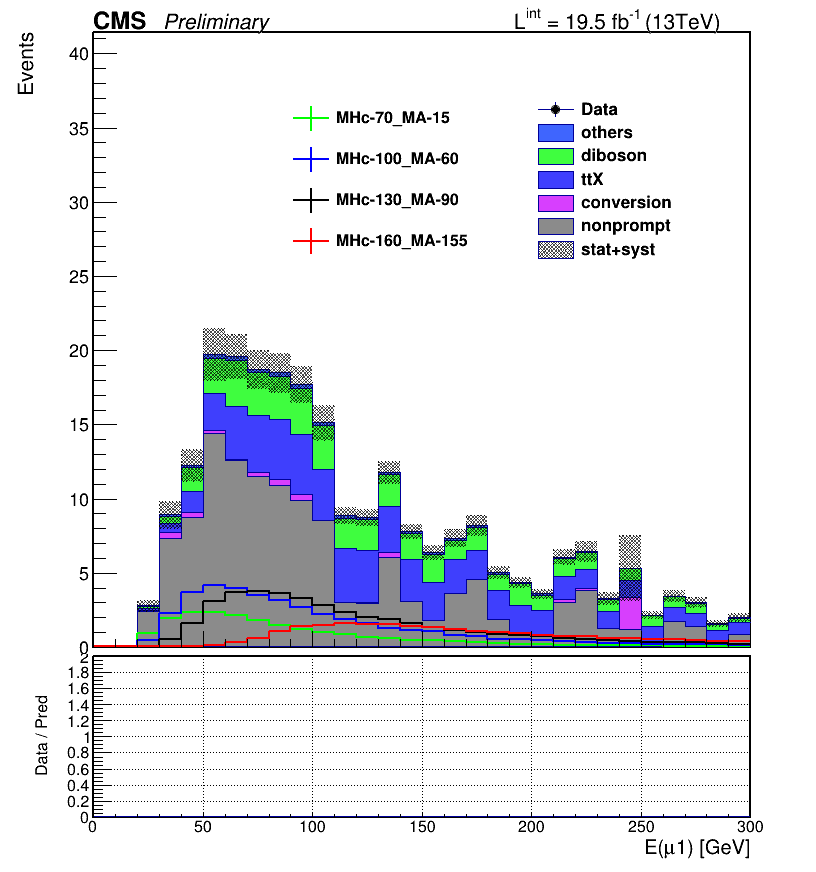 CMS Preliminary L^int = 19.5 fb^-1 (13TeV)
Events
40
35
30
25
20
15
10
5
0
MHc-70_MA-15
MHc-100_MA-60
MHc-130_MA-90
MHc-160_MA-155
Data
others
diboson
ttX
conversion
nonprompt
stat+syst
Data / Pred
2
1.8
1.6
1.4
1.2
1
0.8
0.6
0.4
0.2
0
0 50 100 150 200 250 300
E(μ1) [GeV]